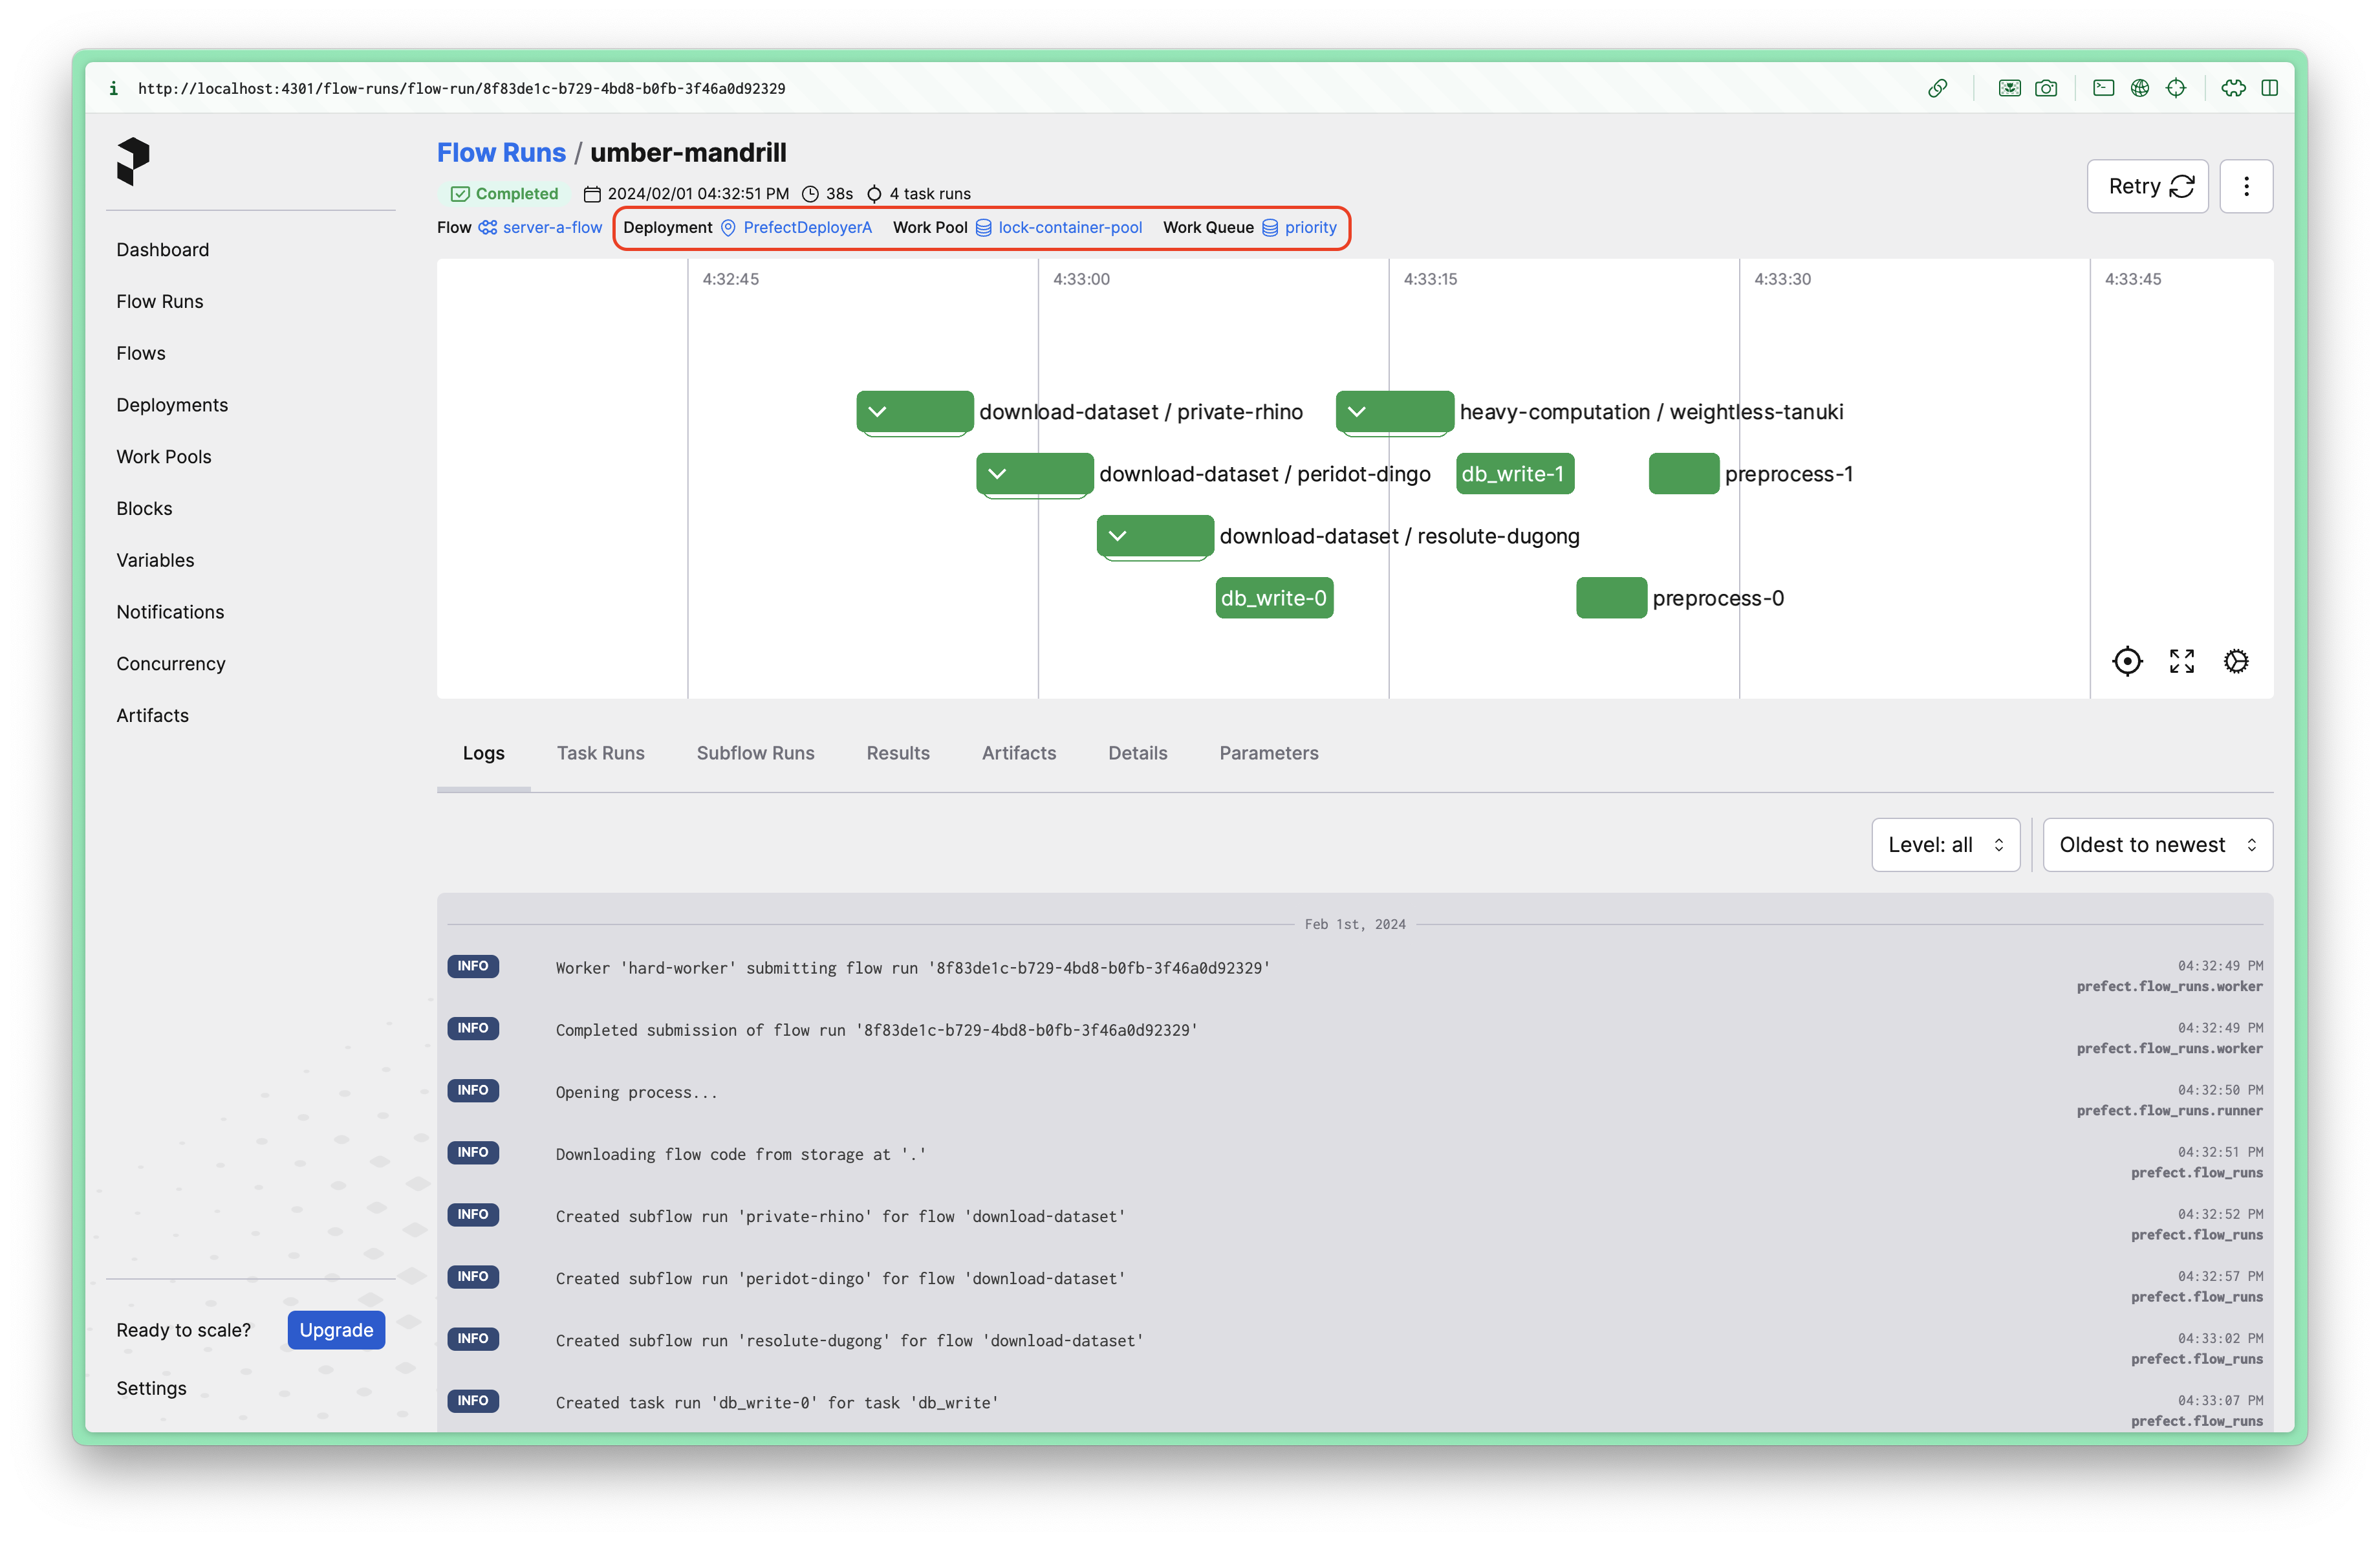 http://localhost:4301/flow-runs/flow-run/8f83de1c-b729-4bd8-b0fb-3f46a0d92329
Flow Runs / umber-mandrill
Completed 2024/02/01 04:32:51 PM 38s 4 task runs
Flow server-a-flow Deployment PrefectDeployerA Work Pool lock-container-pool Work Queue priority
Retry
Dashboard
Flow Runs
Flows
Deployments
Work Pools
Blocks
Variables
Notifications
Concurrency
Artifacts
Ready to scale? Upgrade
Settings
4:32:45 4:33:00 4:33:15 4:33:30 4:33:45
download-dataset / private-rhino heavy-computation / weightless-tanuki
download-dataset / peridot-dingo db_write-1 preprocess-1
download-dataset / resolute-dugong
db_write-0 preprocess-0
Logs Task Runs Subflow Runs Results Artifacts Details Parameters
Level: all Oldest to newest
Feb 1st, 2024
INFO Worker 'hard-worker' submitting flow run '8f83de1c-b729-4bd8-b0fb-3f46a0d92329' 04:32:49 PM
prefect.flow_runs.worker
INFO Completed submission of flow run '8f83de1c-b729-4bd8-b0fb-3f46a0d92329' 04:32:49 PM
prefect.flow_runs.worker
INFO Opening process... 04:32:50 PM
prefect.flow_runs.runner
INFO Downloading flow code from storage at '.' 04:32:51 PM
prefect.flow_runs
INFO Created subflow run 'private-rhino' for flow 'download-dataset' 04:32:52 PM
prefect.flow_runs
INFO Created subflow run 'peridot-dingo' for flow 'download-dataset' 04:32:57 PM
prefect.flow_runs
INFO Created subflow run 'resolute-dugong' for flow 'download-dataset' 04:33:02 PM
prefect.flow_runs
INFO Created task run 'db_write-0' for task 'db_write' 04:33:07 PM
prefect.flow_runs